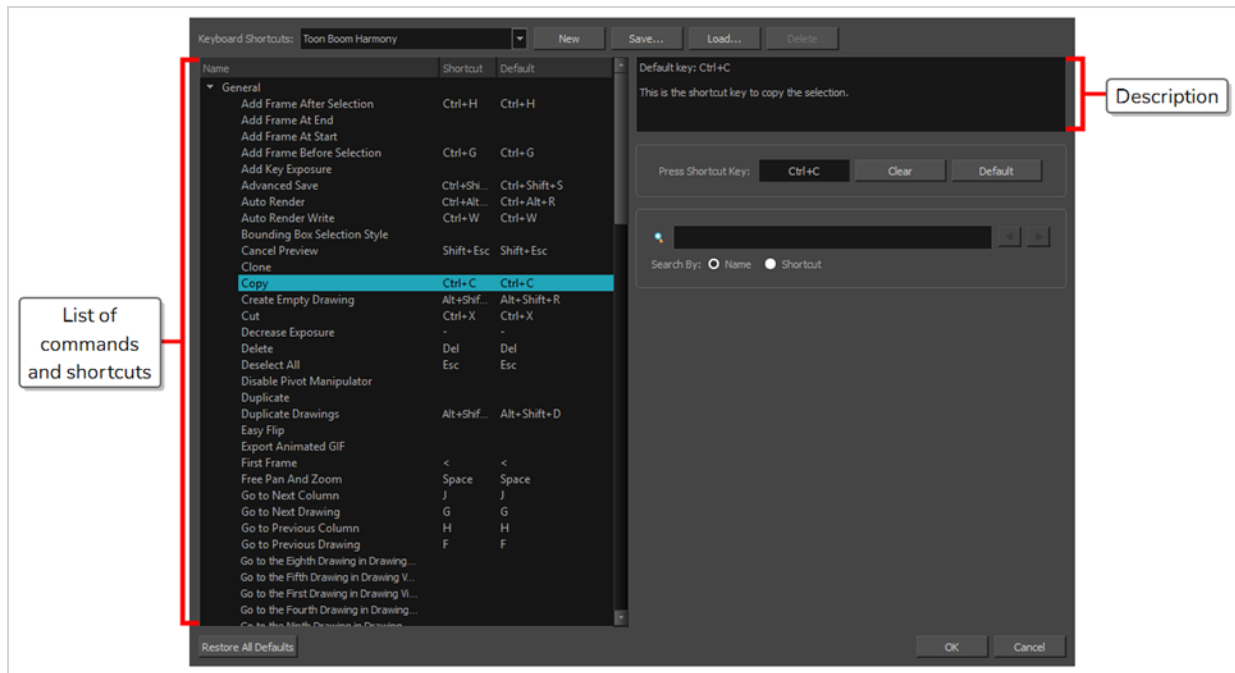 Keyboard Shortcuts: Toon Boom Harmony New Save... Load... Delete
Name Shortcut Default
General
Add Frame After Selection Ctrl+H Ctrl+H
Add Frame At End
Add Frame At Start
Add Frame Before Selection Ctrl+G Ctrl+G
Add Key Exposure
Advanced Save Ctrl+Shi... Ctrl+Shift+S
Auto Render Ctrl+Alt... Ctrl+Alt+R
Auto Render Write Ctrl+W Ctrl+W
Bounding Box Selection Style
Cancel Preview Shift+Esc Shift+Esc
Clone
Copy Ctrl+C Ctrl+C
Create Empty Drawing Alt+Shif... Alt+Shift+R
Cut Ctrl+X Ctrl+X
Decrease Exposure - -
Delete Del Del
Deselect All Esc Esc
Disable Pivot Manipulator
Duplicate
Duplicate Drawings Alt+Shif... Alt+Shift+D
Easy Flip
Export Animated GIF
First Frame < <
Free Pan And Zoom Space Space
Go to Next Column J J
Go to Next Drawing G G
Go to Previous Column H H
Go to Previous Drawing F F
Go to the Eighth Drawing in Drawing...
Go to the Fifth Drawing in Drawing V...
Go to the First Drawing in Drawing Vi...
Go to the Fourth Drawing in Drawing...
Go to the Ninth Drawing in Drawing
Default key: Ctrl+C
This is the shortcut key to copy the selection.
Press Shortcut Key: Ctrl+C Clear Default
Search By: Name Shortcut
Restore All Defaults OK Cancel
List of
commands
and shortcuts
Description